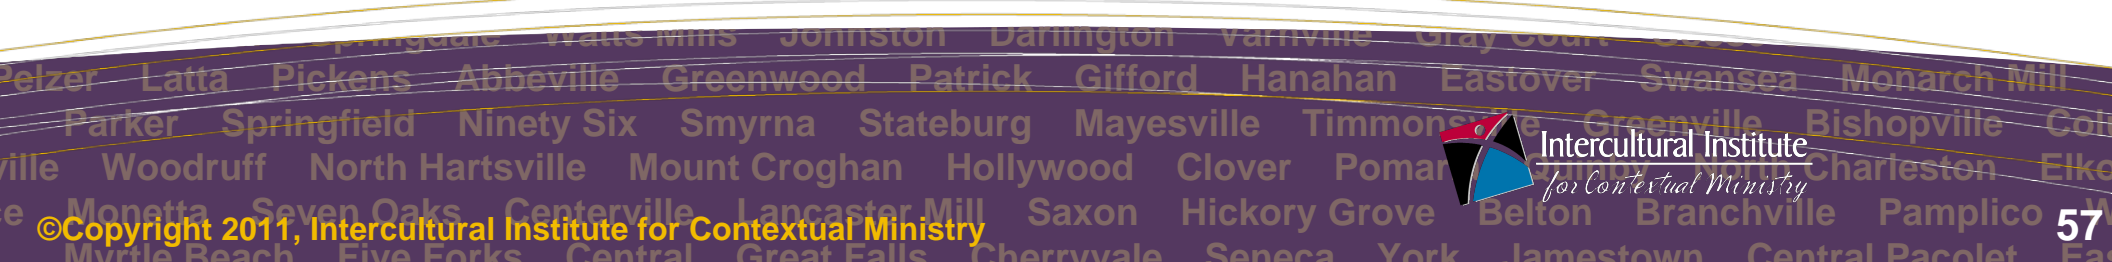 Springdale Watts Mills Johnston Darlington Varnville Gray Court
Pelzer Latta Pickens Abbeville Greenwood Patrick Gifford Hanahan Eastover Swansea Monarch Mill
Parker Springfield Ninety Six Smyrna Stateburg Mayesville Greenville Bishopville
Intercultural Institute
ville Woodruff North Hartsville Mount Croghan Hollywood Clover Charleston
for Contextual Ministry
Monetta Seven Oaks Centerville Lancaster Mill Saxon Hickory Grove Belton Branchville Pamplico
©Copyright 2011, Intercultural Institute for Contextual Ministry
57
Myrtle Beach Five Forks Central Great Falls Cherryvale Seneca York Jamestown Central Pacolet